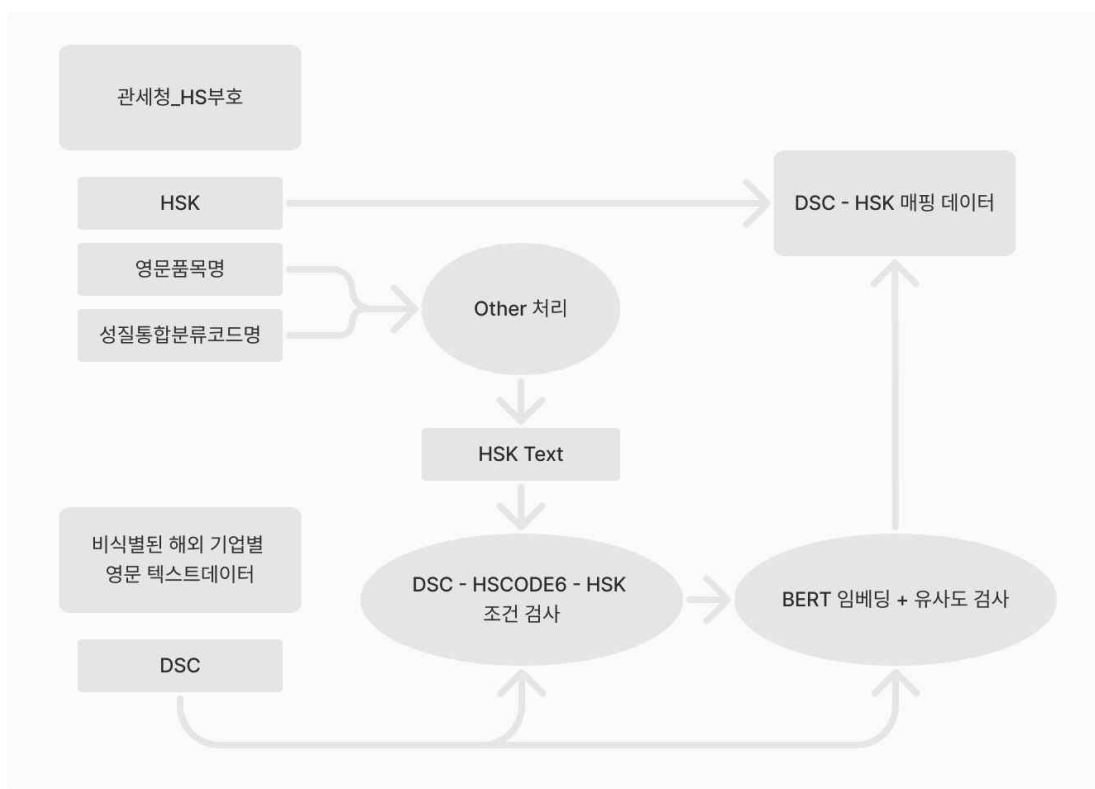 관세청_HS부호
HSK
DSC - HSK 매핑 데이터
영문품목명
Other 처리
성질통합분류코드명
HSK Text
비식별된 해외 기업별
영문 텍스트데이터
DSC - HSCODE6 - HSK
조건 검사
BERT 임베딩 + 유사도 검사
DSC